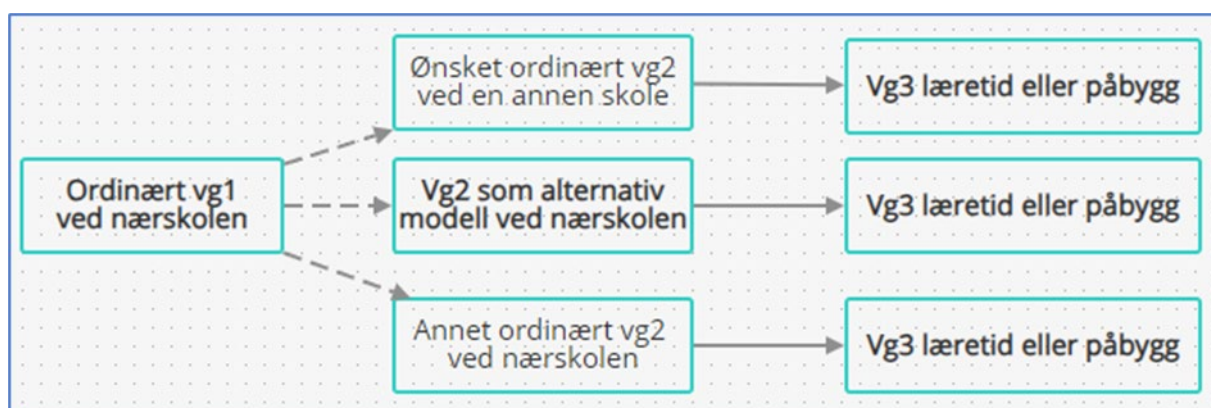 Ønsket ordinært vg2
ved en annen skole
Vg3 læretid eller påbygg
Ordinært vg1
ved nærskolen
Vg2 som alternativ
modell ved nærskolen
Vg3 læretid eller påbygg
Annet ordinært vg2
ved nærskolen
Vg3 læretid eller påbygg